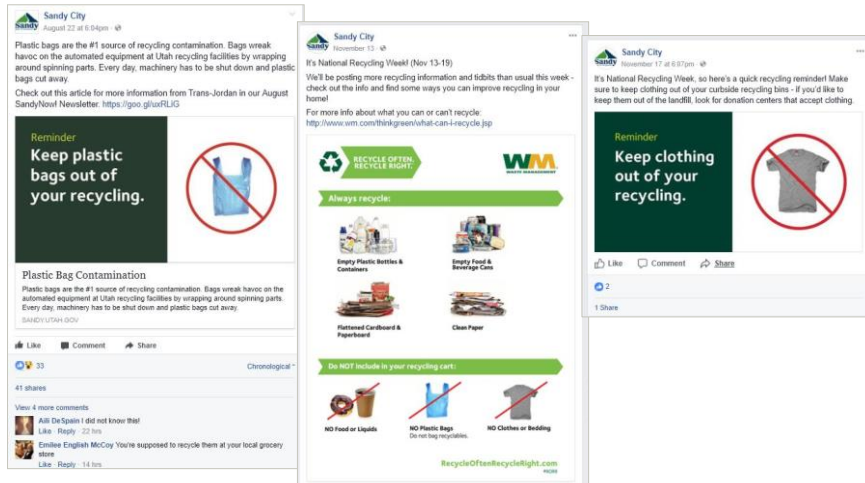 Sandy City
Sandy
August 22 at 6:04pm ·
Plastic bags are the #1 source of recycling contamination. Bags wreak
havoc on the automated equipment at Utah recycling facilities by wrapping
around spinning parts. Every day, machinery has to be shut down and plastic
bags cut away.
Check out this article for more information from Trans-Jordan in our August
SandyNow! Newsletter. https://goo.gl/uxRLiG
Reminder
Keep plastic
bags out of
your recycling.
Plastic Bag Contamination
Plastic bags are the #1 source of recycling contamination. Bags wreak havoc on the
automated equipment at Utah recycling facilities by wrapping around spinning parts.
Every day, machinery has to be shut down and plastic bags cut away.
SANDY.UTAH.GOV
Like Comment Share
33 Chronological
41 shares
View 4 more comments
Aili DeSpain I did not know this!
Like · Reply · 22 hrs
Emilee English McCoy You're supposed to recycle them at your local grocery
store
Like · Reply · 14 hrs
Sandy City
Sandy
November 13 ·
It's National Recycling Week! (Nov 13-19)
We'll be posting more recycling information and tidbits than usual this week -
check out the info and find some ways you can improve recycling in your
home!
For more info about what you can or can't recycle:
http://www.wm.com/thinkgreen/what-can-i-recycle.jsp
RECYCLE OFTEN.
RECYCLE RIGHT.
WM
WASTE MANAGEMENT
Always recycle:
Empty Plastic Bottles &
Containers
Empty Food &
Beverage Cans
Flattened Cardboard &
Paperboard
Clean Paper
Do NOT include in your recycling cart:
NO Food or Liquids
NO Plastic Bags
Do not bag recyclables.
NO Clothes or Bedding
RecycleOftenRecycleRight.com
Sandy City
Sandy
November 17 at 6:07pm ·
It's National Recycling Week, so here's a quick recycling reminder! Make
sure to keep clothing out of your curbside recycling bins - if you'd like to
keep them out of the landfill, look for donation centers that accept clothing.
Reminder
Keep clothing
out of your
recycling.
Like Comment Share
2
1 Share